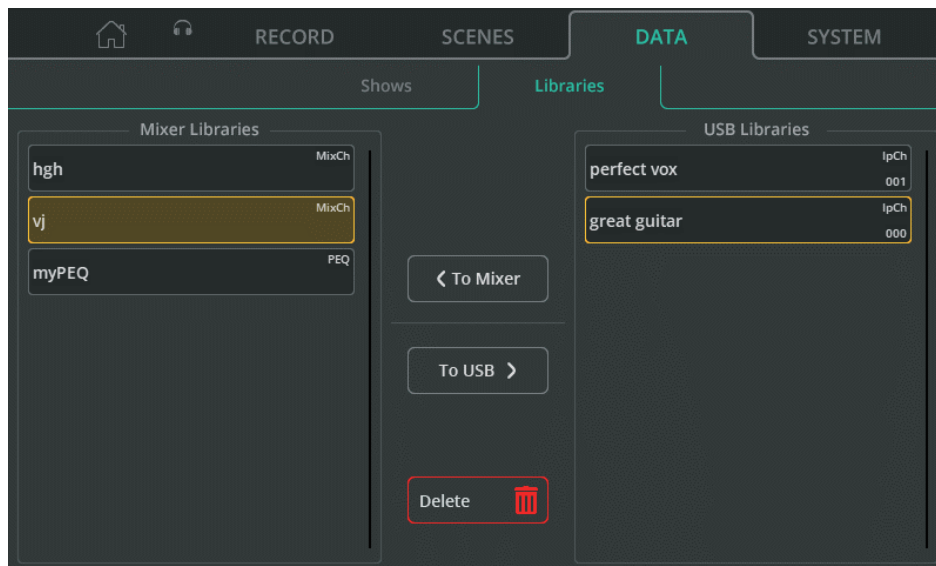 RECORD SCENES DATA SYSTEM
Shows Libraries
Mixer Libraries
hgh MixCh
vj MixCh
myPEQ PEQ
To Mixer
To USB
Delete
USB Libraries
perfect vox IpCh
001
great guitar IpCh
000